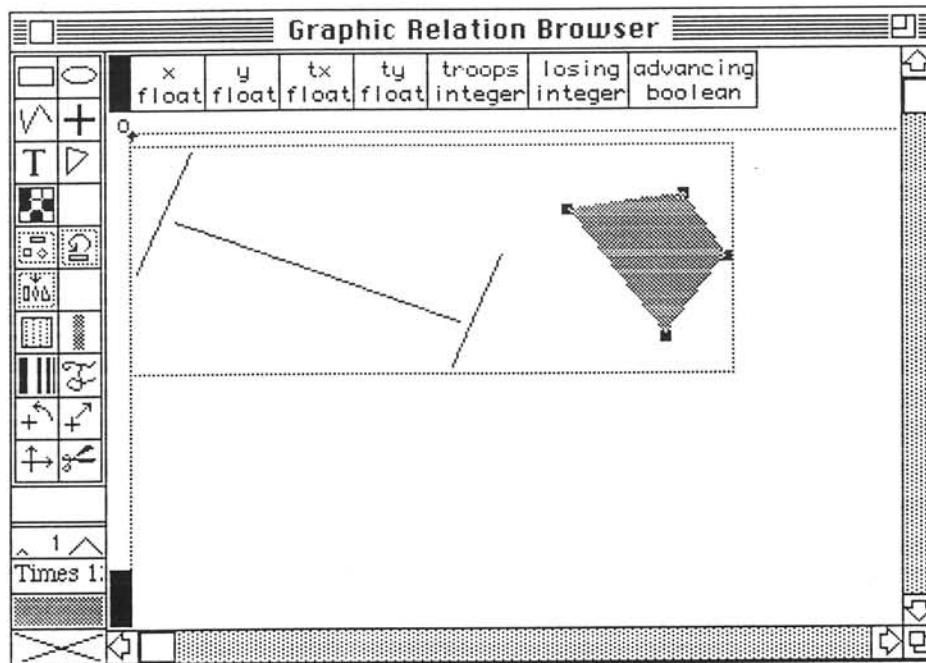 Graphic Relation Browser
x y tx ty troops losing advancing
float float float float integer integer boolean
0
T
1
Times 1